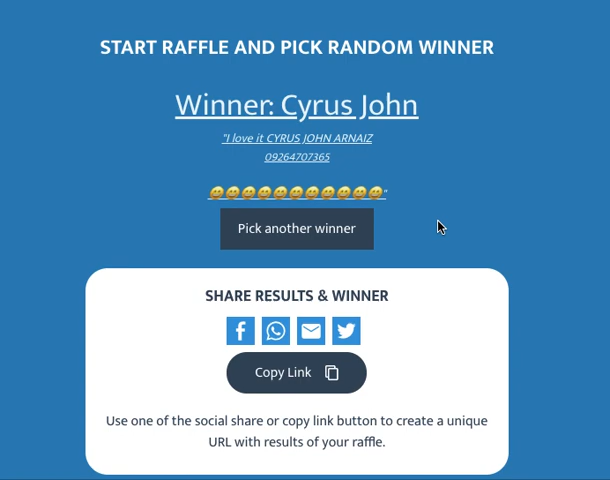 START RAFFLE AND PICK RANDOM WINNER
Winner: Cyrus John
"I love it CYRUS JOHN ARNAIZ
09264707365
"
Pick another winner
SHARE RESULTS & WINNER
Copy Link
Use one of the social share or copy link button to create a unique
URL with results of your raffle.